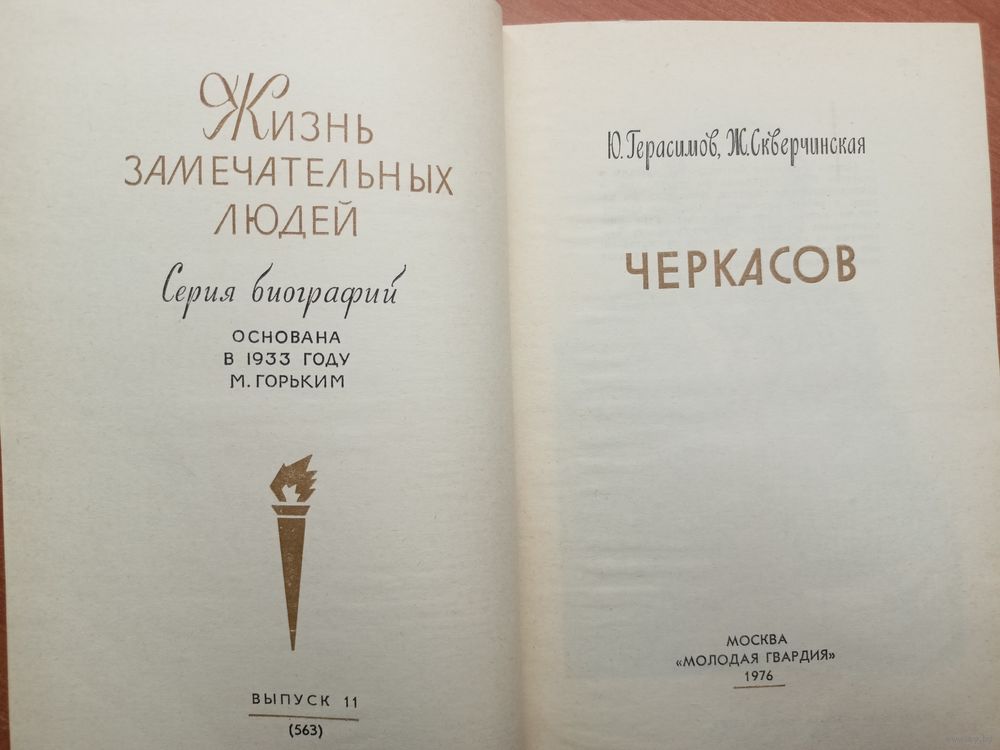 Жизнь
замечательных
людей
Серия биографий
ОСНОВАНА
В 1933 ГОДУ
М. ГОРЬКИМ
ВЫПУСК 11
(563)
Ю. Герасимов, Ж. Скверчинская
ЧЕРКАСОВ
МОСКВА
«МОЛОДАЯ ГВАРДИЯ»
1976